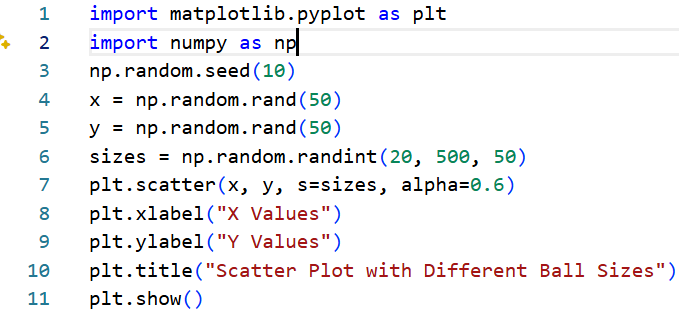 1 import matplotlib.pyplot as plt
2 import numpy as np
3 np.random.seed(10)
4 x = np.random.rand(50)
5 y = np.random.rand(50)
6 sizes = np.random.randint(20, 500, 50)
7 plt.scatter(x, y, s=sizes, alpha=0.6)
8 plt.xlabel("X Values")
9 plt.ylabel("Y Values")
10 plt.title("Scatter Plot with Different Ball Sizes")
11 plt.show()